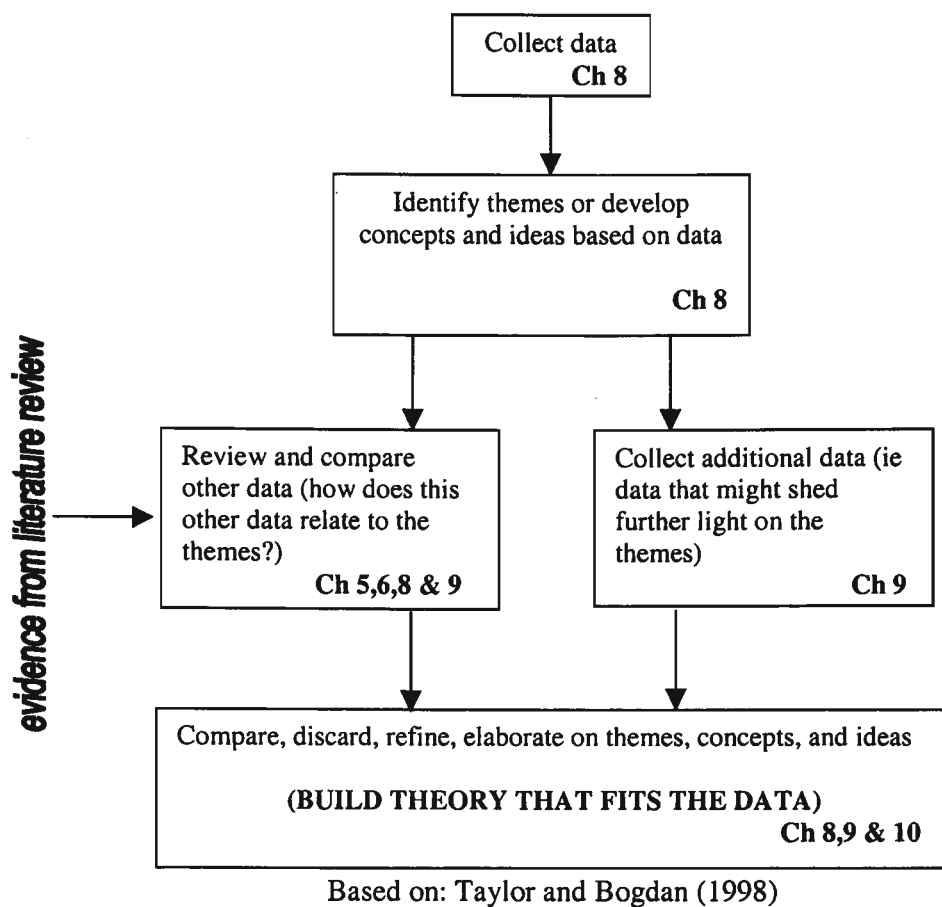 Collect data
Ch 8
Identify themes or develop
concepts and ideas based on data
Ch 8
evidence from literature review
Review and compare
other data (how does this
other data relate to the
themes?)
Ch 5,6,8 & 9
Collect additional data (ie
data that might shed
further light on the
themes)
Ch 9
Compare, discard, refine, elaborate on themes, concepts, and ideas
(BUILD THEORY THAT FITS THE DATA)
Ch 8,9 & 10
Based on: Taylor and Bogdan (1998)